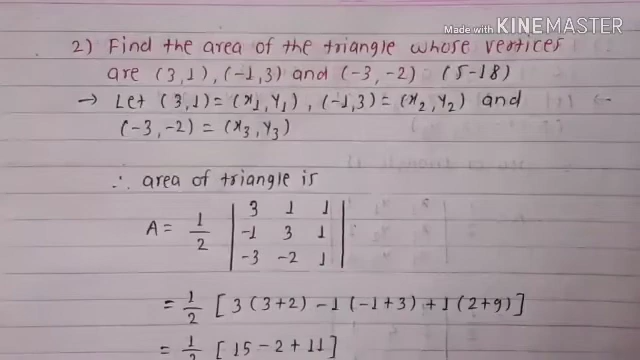 Made with KINEMASTER
2) Find the area of the triangle whose vertices
are (3,1), (-1,3) and (-3,-2) (S-18)
→ Let (3,1) = (x₁,y₁), (-1,3) = (x₂,y₂) and
(-3,-2) = (x₃,y₃)
∴ area of triangle is
A = 1/2 | 3 1 1 |
| -1 3 1 |
| -3 -2 1 |
= 1/2 [ 3(3+2) -1(-1+3) +1(2+9) ]
= 1/2 [ 15 - 2 + 11 ]